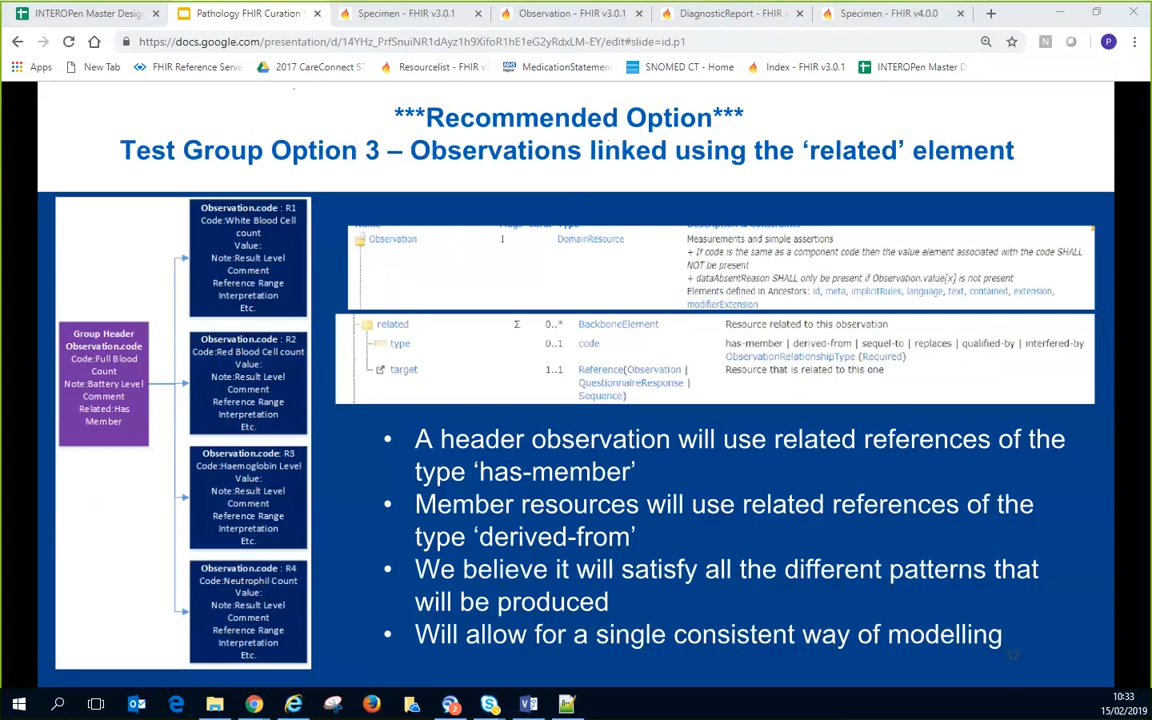 INTEROPen Master Desig
Pathology FHIR Curation
Specimen - FHIR v3.0.1
Observation - FHIR v3.0.1
DiagnosticReport - FHIR v
Specimen - FHIR v4.0.0
https://docs.google.com/presentation/d/14YHz_PrfSnuiNR1dAyz1h9XifoR1hE1eG2yRdxLM-EY/edit#slide=id.p1
N
P
Apps
New Tab
FHIR Reference Serve
2017 CareConnect ST
Resourcelist - FHIR v
NHS
MedicationStatemen
SNOMED CT - Home
Index - FHIR v3.0.1
INTEROPen Master D
***Recommended Option***
Test Group Option 3 – Observations linked using the ‘related’ element
Group Header
Observation.code
Code:Full Blood
Count
Note:Battery Level
Comment
Related:Has
Member
Observation.code : R1
Code:White Blood Cell
count
Value:
Note:Result Level
Comment
Reference Range
Interpretation
Etc.
Observation.code : R2
Code:Red Blood Cell count
Value:
Note:Result Level
Comment
Reference Range
Interpretation
Etc.
Observation.code: R3
Code:Haemoglobin Level
Value:
Note:Result Level
Comment
Reference Range
Interpretation
Etc.
Observation.code : R4
Code:Neutrophil Count
Value:
Note:Result Level
Comment
Reference Range
Interpretation
Etc.
Observation I DomainResource Measurements and simple assertions
+ If code is the same as a component code then the value element associated with the code SHALL
NOT be present
+ dataAbsentReason SHALL only be present if Observation.value[x] is not present
Elements defined in Ancestors: id, meta, implicitRules, language, text, contained, extension,
modifierExtension
related Σ 0..* BackboneElement Resource related to this observation
type 0..1 code has-member | derived-from | sequel-to | replaces | qualified-by | interfered-by
ObservationRelationshipType (Required)
target 1..1 Reference(Observation | Resource that is related to this one
QuestionnaireResponse |
Sequence)
• A header observation will use related references of the
type ‘has-member’
• Member resources will use related references of the
type ‘derived-from’
• We believe it will satisfy all the different patterns that
will be produced
• Will allow for a single consistent way of modelling
32
10:33
15/02/2019